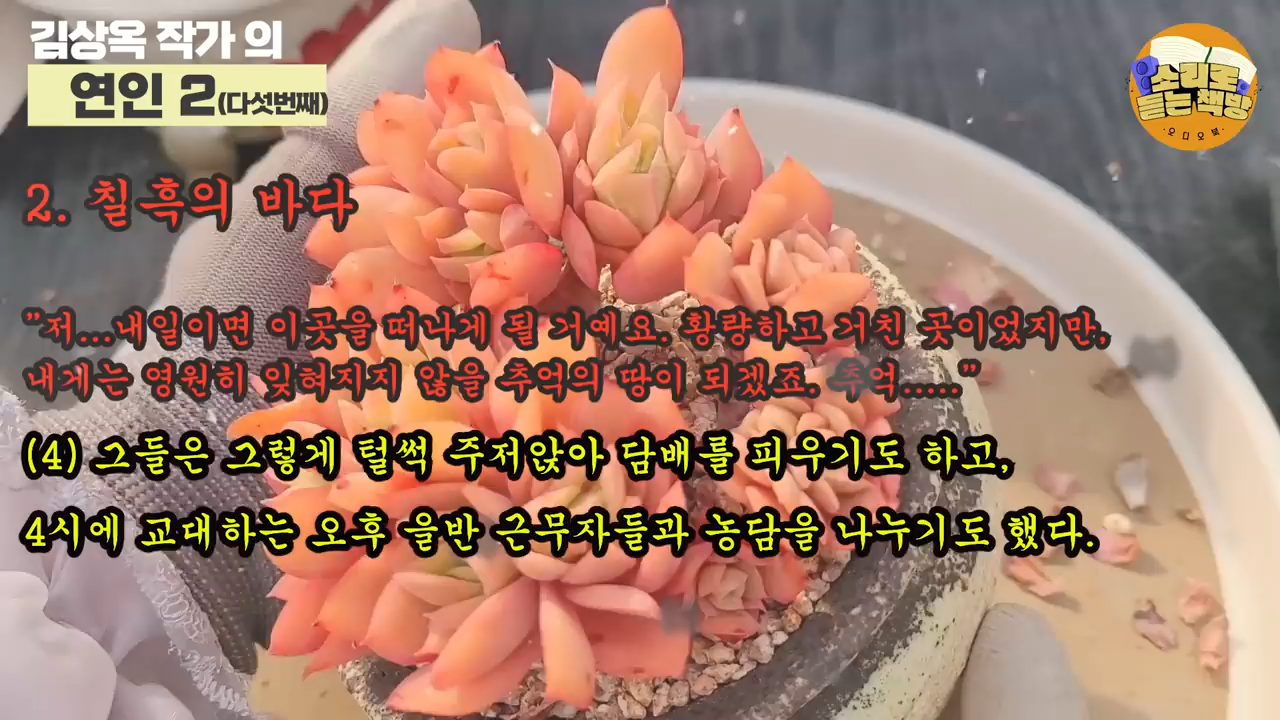 김상옥 작가 의
연인 2(다섯번째)
소리로
듣는 책방
·오디오북·
2. 칠흑의 바다
"저...내일이면 이곳을 떠나게 될 거예요. 황량하고 거친 곳이었지만,
내게는 영원히 잊혀지지 않을 추억의 땅이 되겠죠. 추억....."
(4) 그들은 그렇게 털썩 주저앉아 담배를 피우기도 하고,
4시에 교대하는 오후 을반 근무자들과 농담을 나누기도 했다.